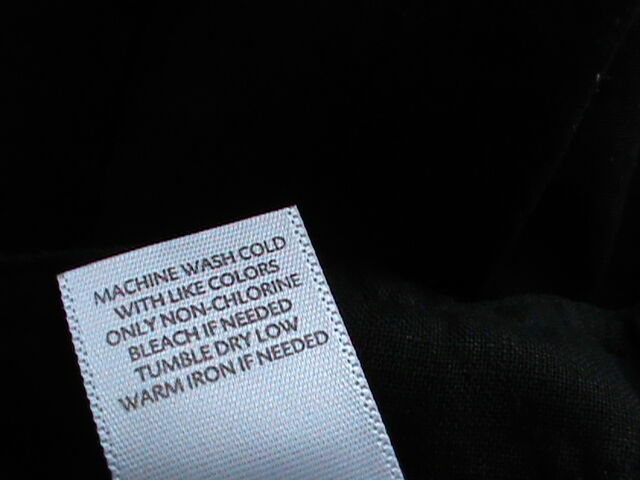 MACHINE WASH COLD
WITH LIKE COLORS
ONLY NON-CHLORINE
BLEACH IF NEEDED
TUMBLE DRY LOW
WARM IRON IF NEEDED